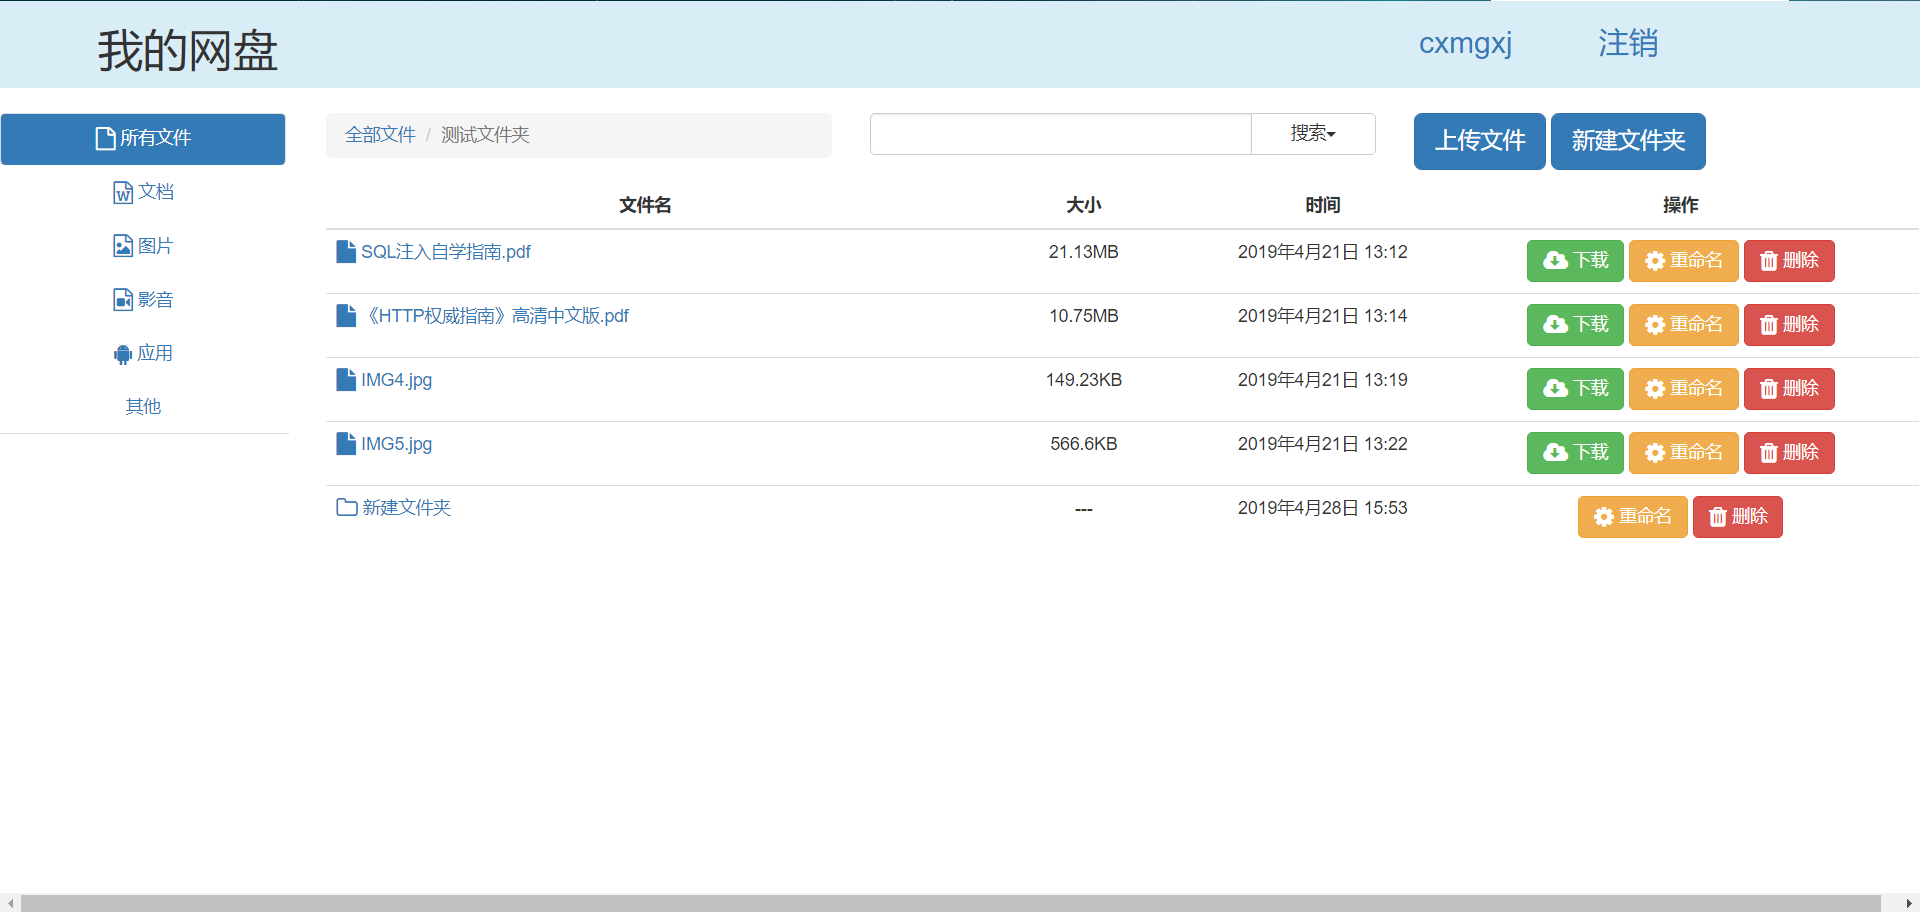 我的网盘
cxmgxj 注销
所有文件
文档
图片
影音
应用
其他
全部文件 / 测试文件夹
搜索
上传文件 新建文件夹
文件名 大小 时间 操作
SQL注入自学指南.pdf 21.13MB 2019年4月21日 13:12 下载 重命名 删除
《HTTP权威指南》高清中文版.pdf 10.75MB 2019年4月21日 13:14 下载 重命名 删除
IMG4.jpg 149.23KB 2019年4月21日 13:19 下载 重命名 删除
IMG5.jpg 566.6KB 2019年4月21日 13:22 下载 重命名 删除
新建文件夹 --- 2019年4月28日 15:53 重命名 删除